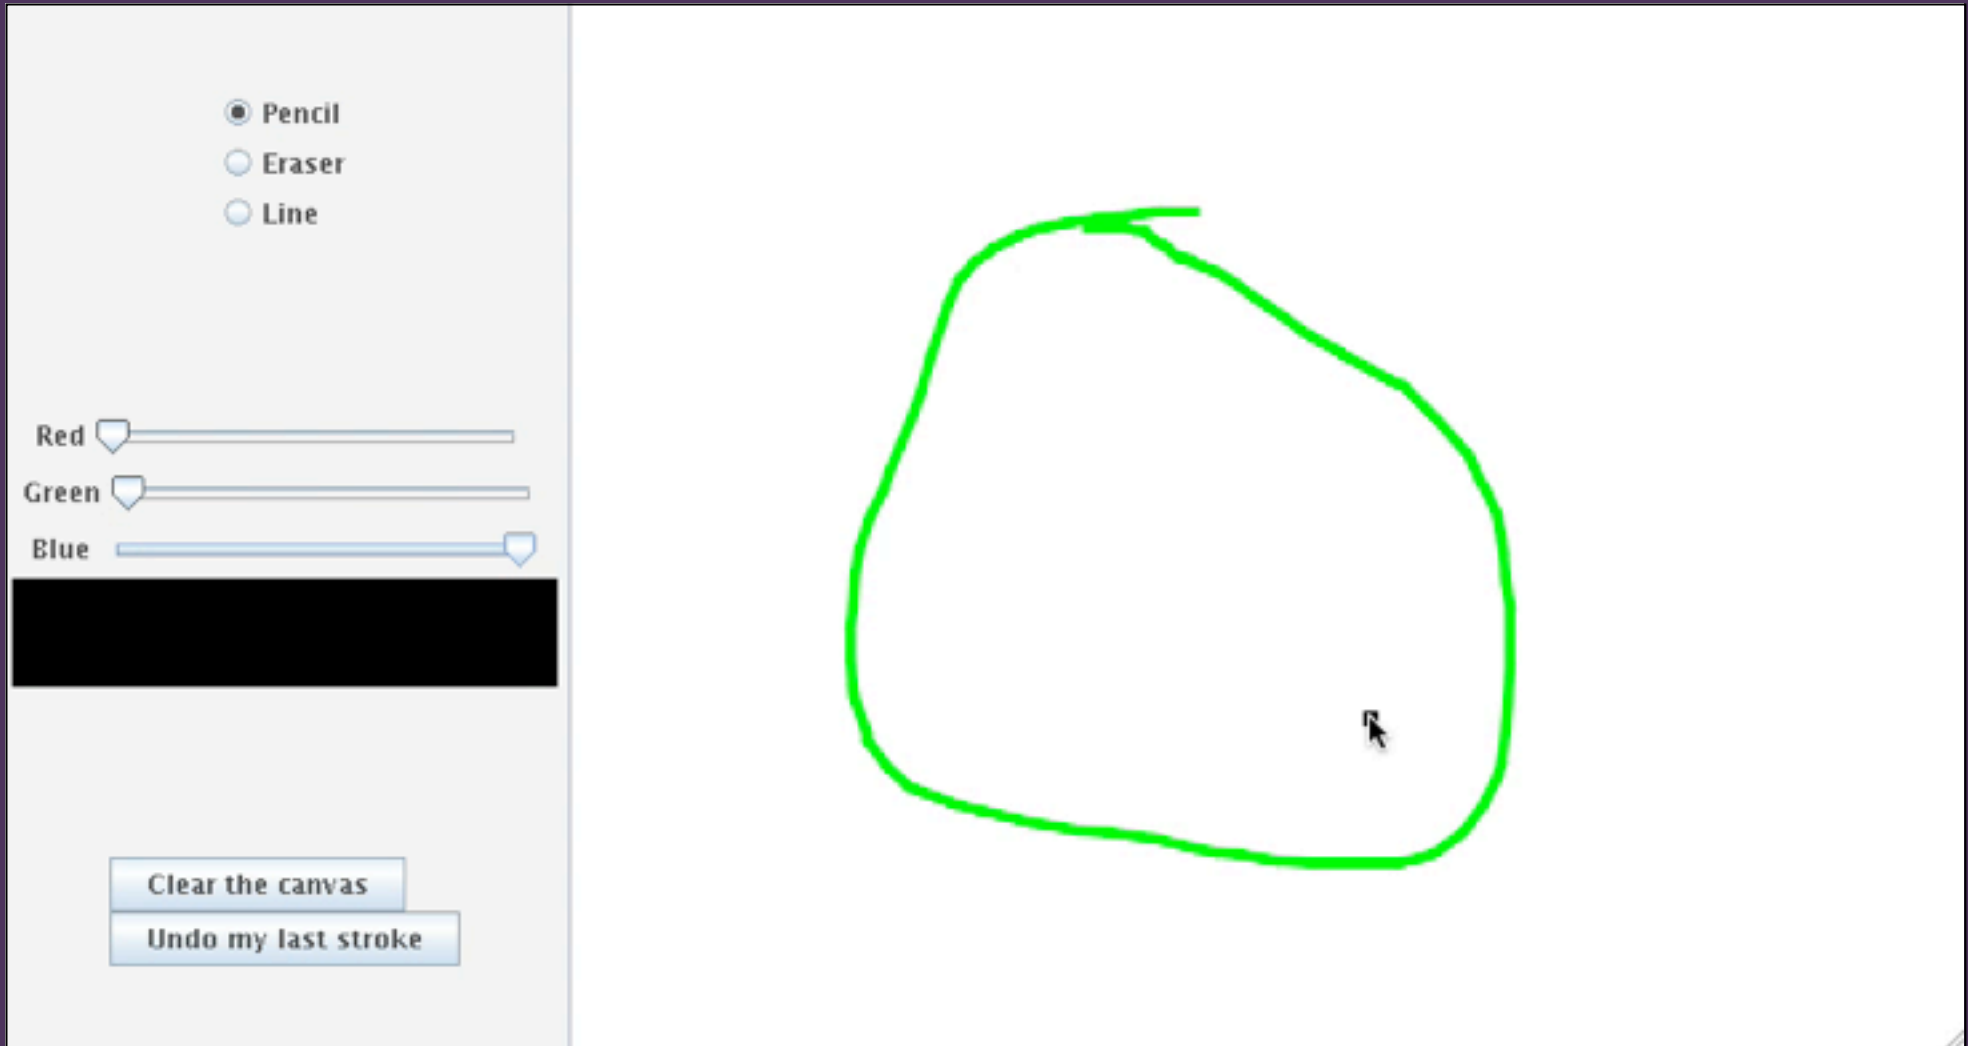 Pencil
Eraser
Line
Red
Green
Blue
Clear the canvas
Undo my last stroke